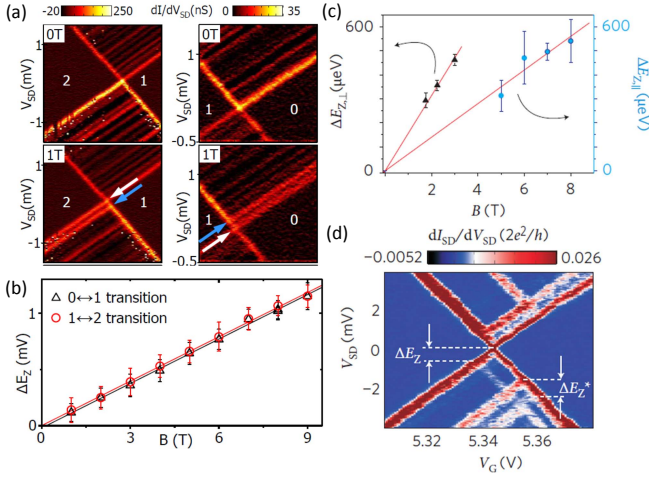 (a)
-20 250 dI/dV_SD(nS) 0 35
0T 0T
V_SD(mV) 1 -1 2 1
V_SD(mV) 1 -0.5 1 0
1T 1T
V_SD(mV) 1 -1 2 1
V_SD(mV) 1 -0.5 1 0
(b)
△ 0↔1 transition
○ 1↔2 transition
ΔE_Z (mV)
1
0
0 3 6 9
B (T)
(c)
600 600
ΔE_Z,⊥ (μeV)
ΔE_Z,|| (μeV)
0 0
0 2 4 6 8
B (T)
(d)
dI_SD/dV_SD (2e²/h)
-0.0052 0.026
V_SD (mV)
2
0
-2
ΔE_Z
ΔE_Z*
5.32 5.34 5.36
V_G (V)